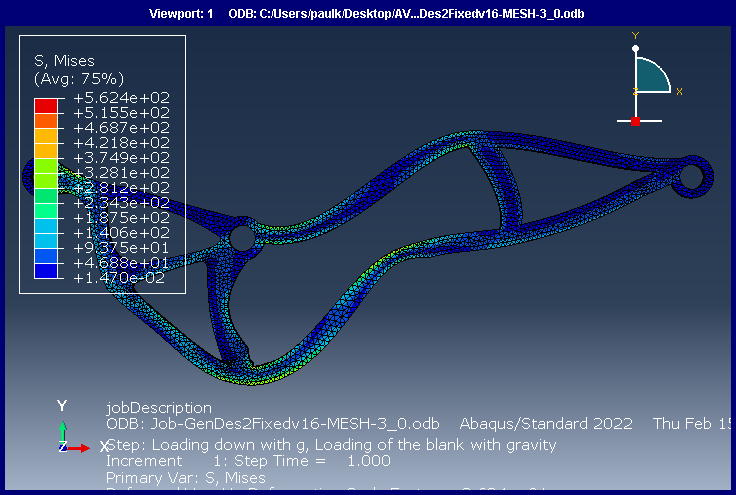 Viewport: 1 ODB: C:/Users/paulk/Desktop/AV...Des2Fixedv16-MESH-3_0.odb
S, Mises
(Avg: 75%)
+5.624e+02
+5.155e+02
+4.687e+02
+4.218e+02
+3.749e+02
+3.281e+02
+2.812e+02
+2.343e+02
+1.875e+02
+1.406e+02
+9.375e+01
+4.688e+01
+1.470e-02
Y
X
Z
Y
X
Z
jobDescription
ODB: Job-GenDes2Fixedv16-MESH-3_0.odb Abaqus/Standard 2022 Thu Feb 15
Step: Loading down with g, Loading of the blank with gravity
Increment 1: Step Time = 1.000
Primary Var: S, Mises